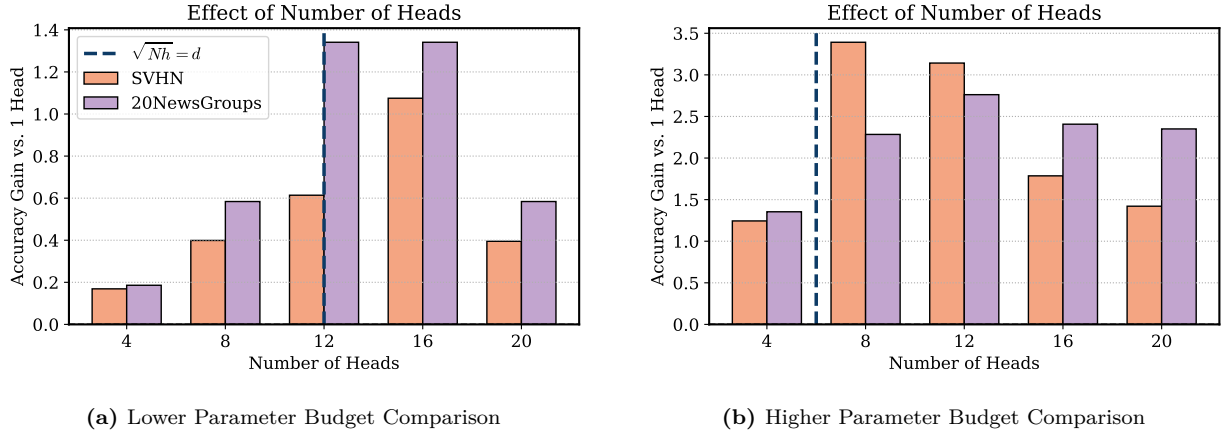 Effect of Number of Heads
Accuracy Gain vs. 1 Head
1.4
1.2
1.0
0.8
0.6
0.4
0.2
0.0
√Nh = d
SVHN
20NewsGroups
4 8 12 16 20
Number of Heads
(a) Lower Parameter Budget Comparison
Effect of Number of Heads
Accuracy Gain vs. 1 Head
3.5
3.0
2.5
2.0
1.5
1.0
0.5
0.0
4 8 12 16 20
Number of Heads
(b) Higher Parameter Budget Comparison